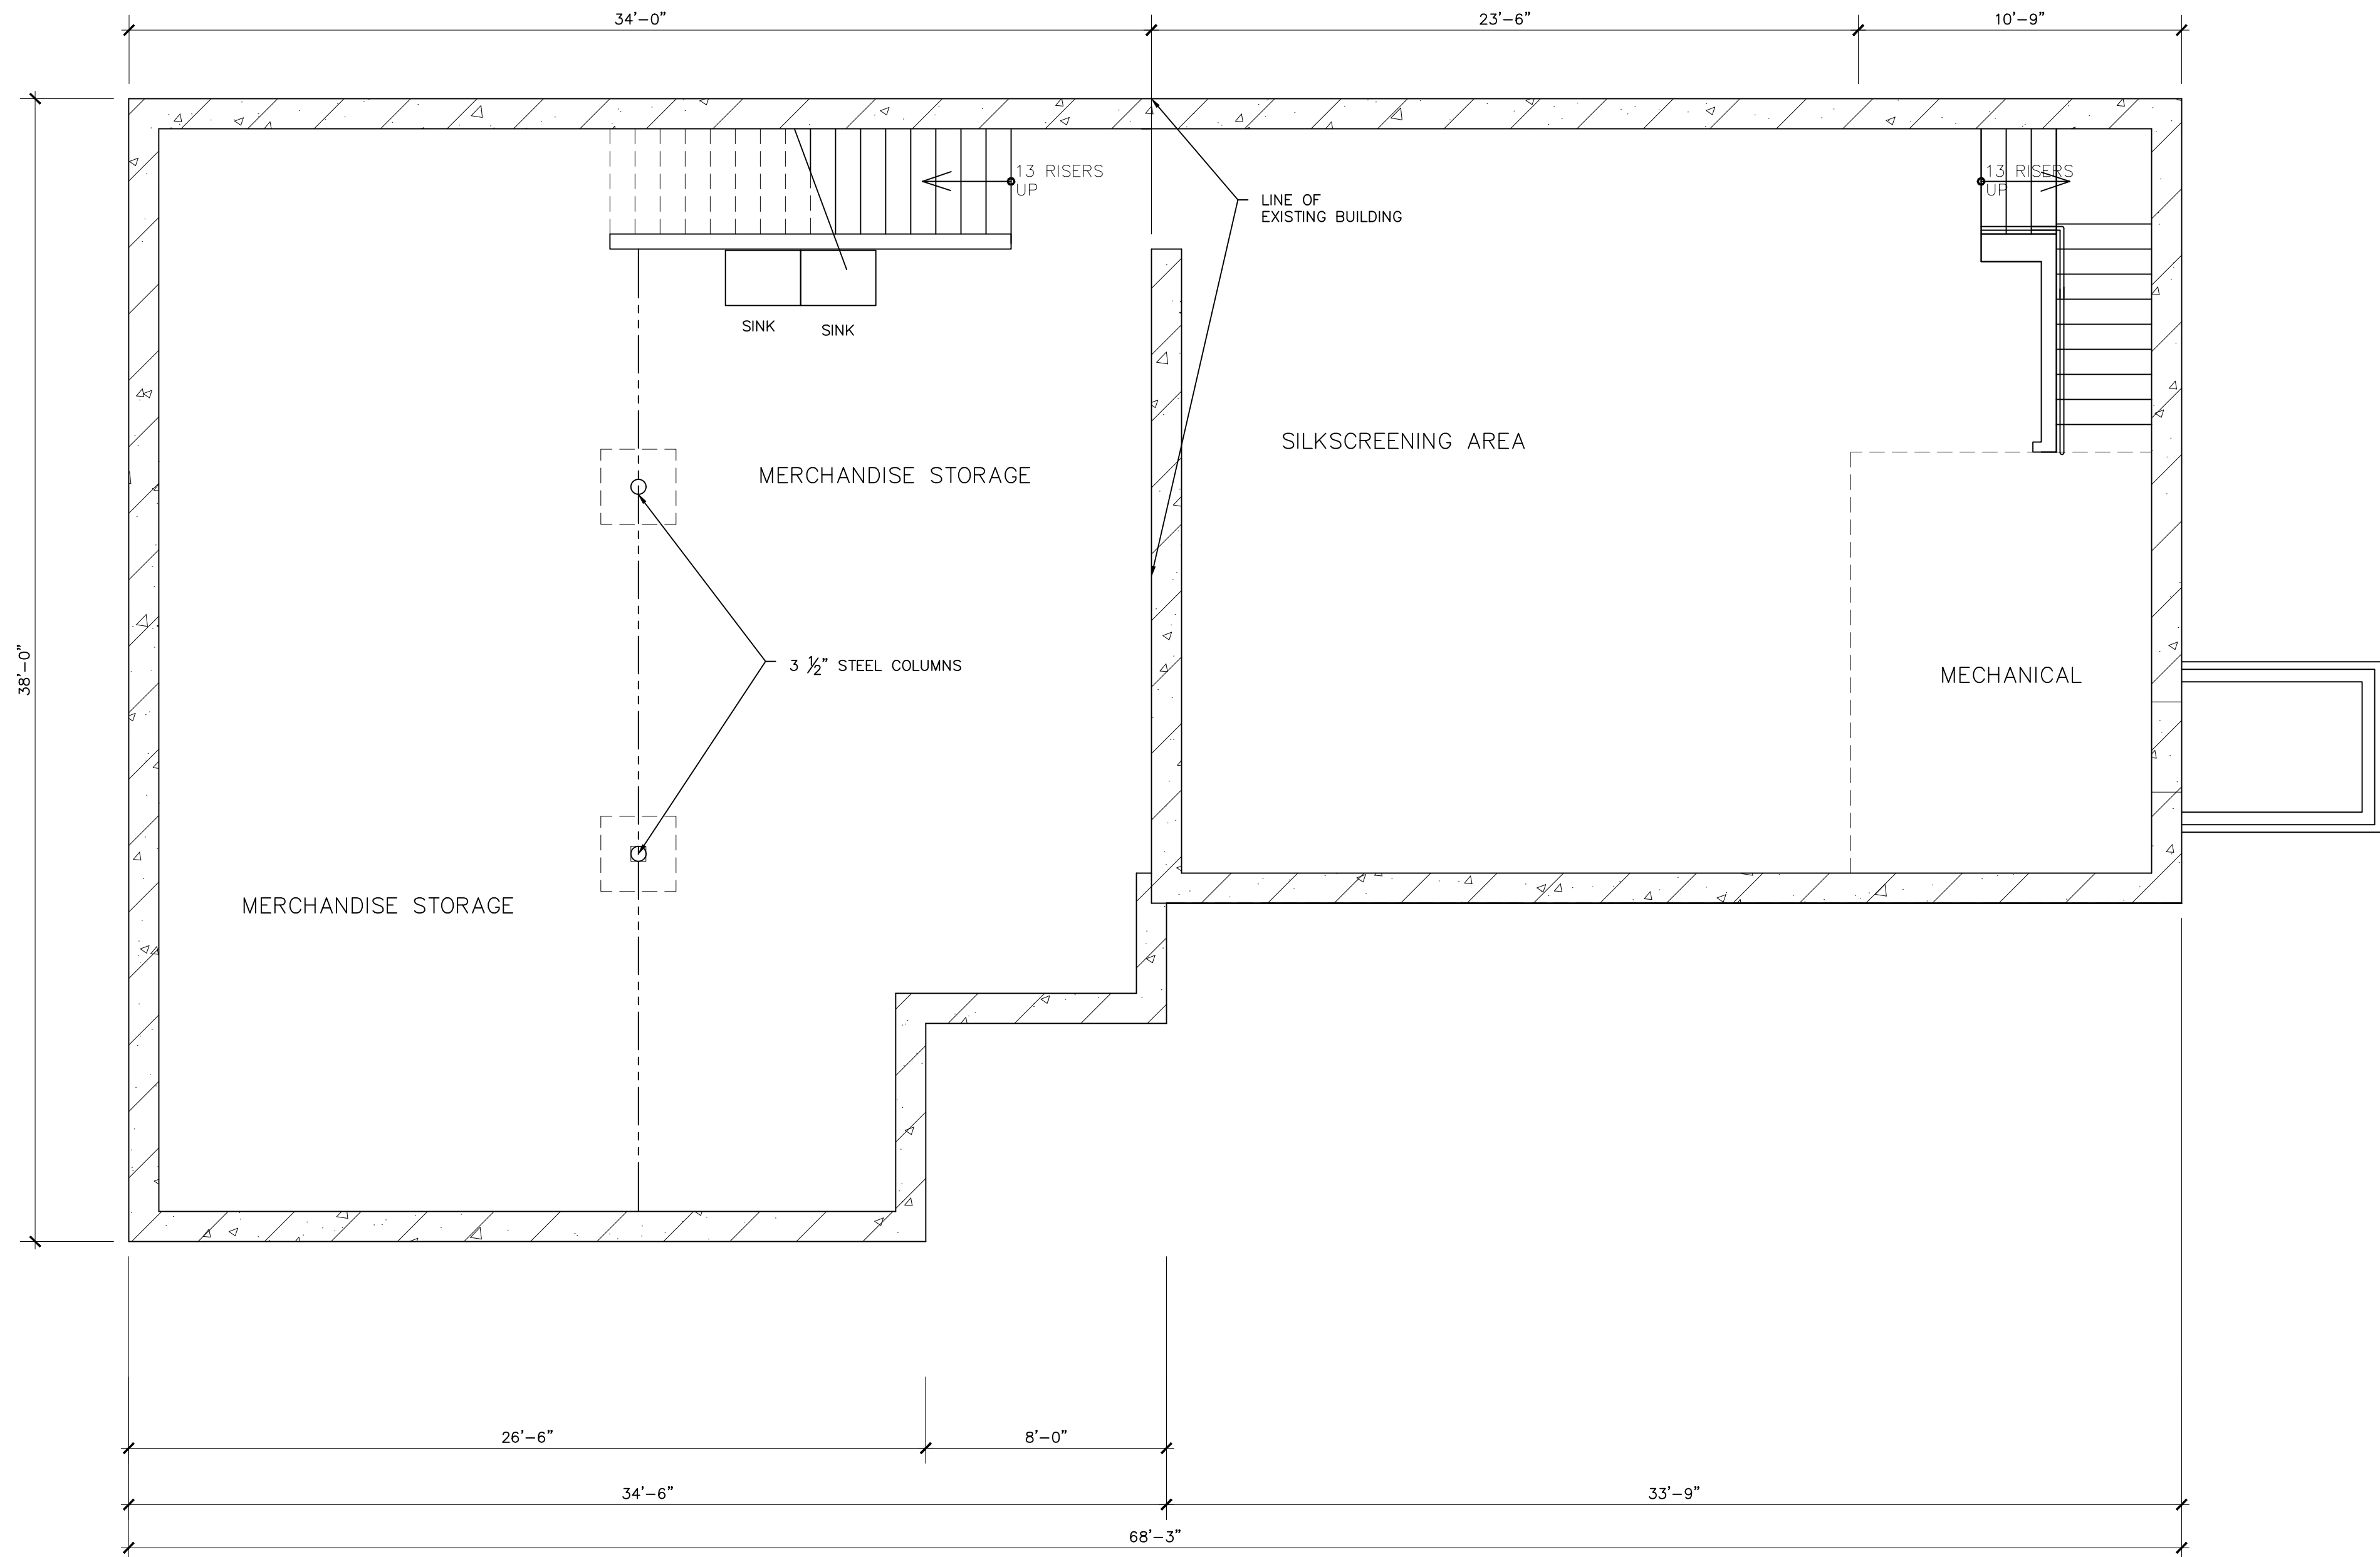 34'-0"
23'-6"
10'-9"
13 RISERS
UP
13 RISERS
UP
LINE OF
EXISTING BUILDING
SINK
SINK
SILKSCREENING AREA
MERCHANDISE STORAGE
38'-0"
3 ½" STEEL COLUMNS
MECHANICAL
MERCHANDISE STORAGE
26'-6"
8'-0"
34'-6"
33'-9"
68'-3"